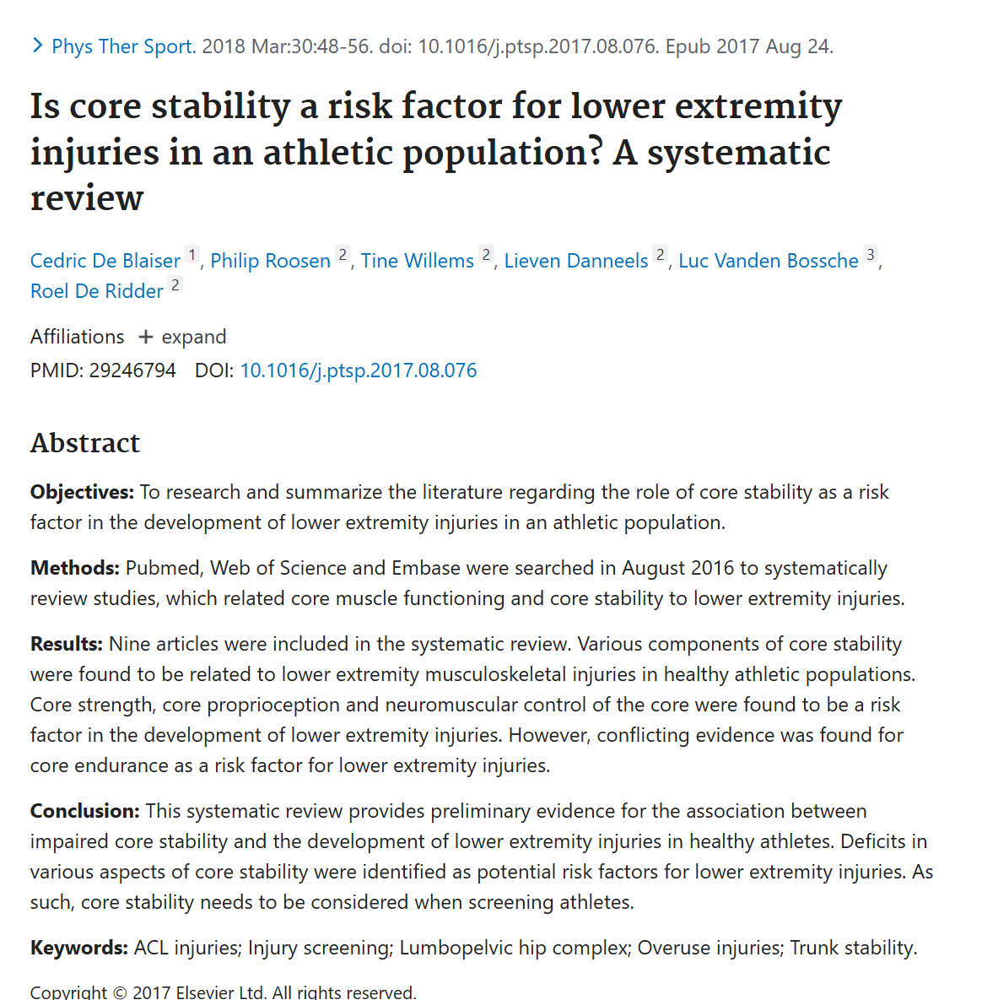 Phys Ther Sport. 2018 Mar:30:48-56. doi: 10.1016/j.ptsp.2017.08.076. Epub 2017 Aug 24.
Is core stability a risk factor for lower extremity
injuries in an athletic population? A systematic
review
Cedric De Blaiser 1, Philip Roosen 2, Tine Willems 2, Lieven Danneels 2, Luc Vanden Bossche 3,
Roel De Ridder 2
Affiliations + expand
PMID: 29246794 DOI: 10.1016/j.ptsp.2017.08.076
Abstract
Objectives: To research and summarize the literature regarding the role of core stability as a risk
factor in the development of lower extremity injuries in an athletic population.
Methods: Pubmed, Web of Science and Embase were searched in August 2016 to systematically
review studies, which related core muscle functioning and core stability to lower extremity injuries.
Results: Nine articles were included in the systematic review. Various components of core stability
were found to be related to lower extremity musculoskeletal injuries in healthy athletic populations.
Core strength, core proprioception and neuromuscular control of the core were found to be a risk
factor in the development of lower extremity injuries. However, conflicting evidence was found for
core endurance as a risk factor for lower extremity injuries.
Conclusion: This systematic review provides preliminary evidence for the association between
impaired core stability and the development of lower extremity injuries in healthy athletes. Deficits in
various aspects of core stability were identified as potential risk factors for lower extremity injuries. As
such, core stability needs to be considered when screening athletes.
Keywords: ACL injuries; Injury screening; Lumbopelvic hip complex; Overuse injuries; Trunk stability.
Copyright © 2017 Elsevier Ltd. All rights reserved.